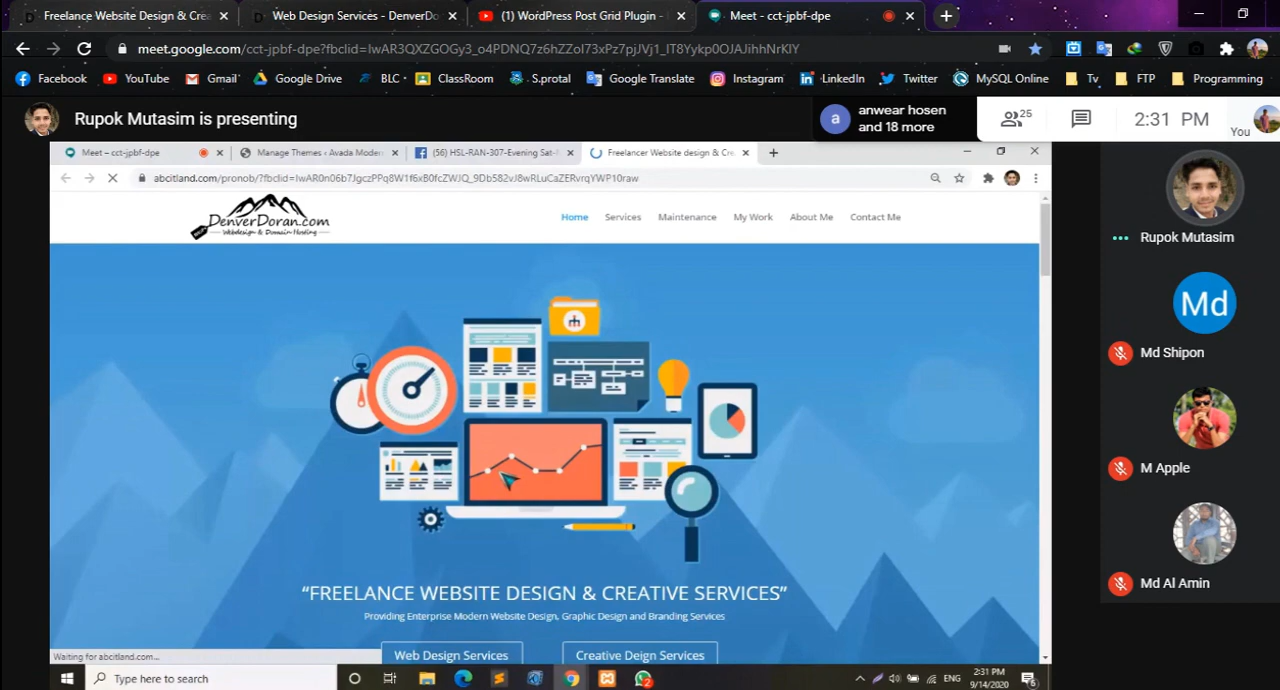 Freelance Website Design & Crea
Web Design Services - DenverDo
(1) WordPress Post Grid Plugin -
Meet - cct-jpbf-dpe
meet.google.com/cct-jpbf-dpe?fbclid=IwAR3QXZGOGy3_o4PDNQ7z6hZZoI73xPz7pjJVj1_IT8Yykp0OJAJihhNrKIY
Facebook
YouTube
Gmail
Google Drive
BLC
ClassRoom
S.protal
Google Translate
Instagram
LinkedIn
Twitter
MySQL Online
Tv
FTP
Programming
Rupok Mutasim is presenting
a
anwear hosen
and 18 more
25
2:31 PM
You
Meet – cct-jpbf-dpe
Manage Themes ‹ Avada Moder
(56) HSL-RAN-307-Evening Sat-
Freelancer Website design & Cre
abcitland.com/pronob/?fbclid=IwAR0n06b7JgczPPq8W1f6xB0fcZWJQ_9Db582vJ8wRLuCaZERvrqYWP10raw
DenverDoran.com
Webdesign & Domain Hosting
Home
Services
Maintenance
My Work
About Me
Contact Me
“FREELANCE WEBSITE DESIGN & CREATIVE SERVICES”
Providing Enterprise Modern Website Design, Graphic Design and Branding Services
Web Design Services
Creative Deign Services
Waiting for abcitland.com...
Type here to search
2
ENG
2:31 PM
9/14/2020
Rupok Mutasim
Md
Md Shipon
M Apple
Md Al Amin